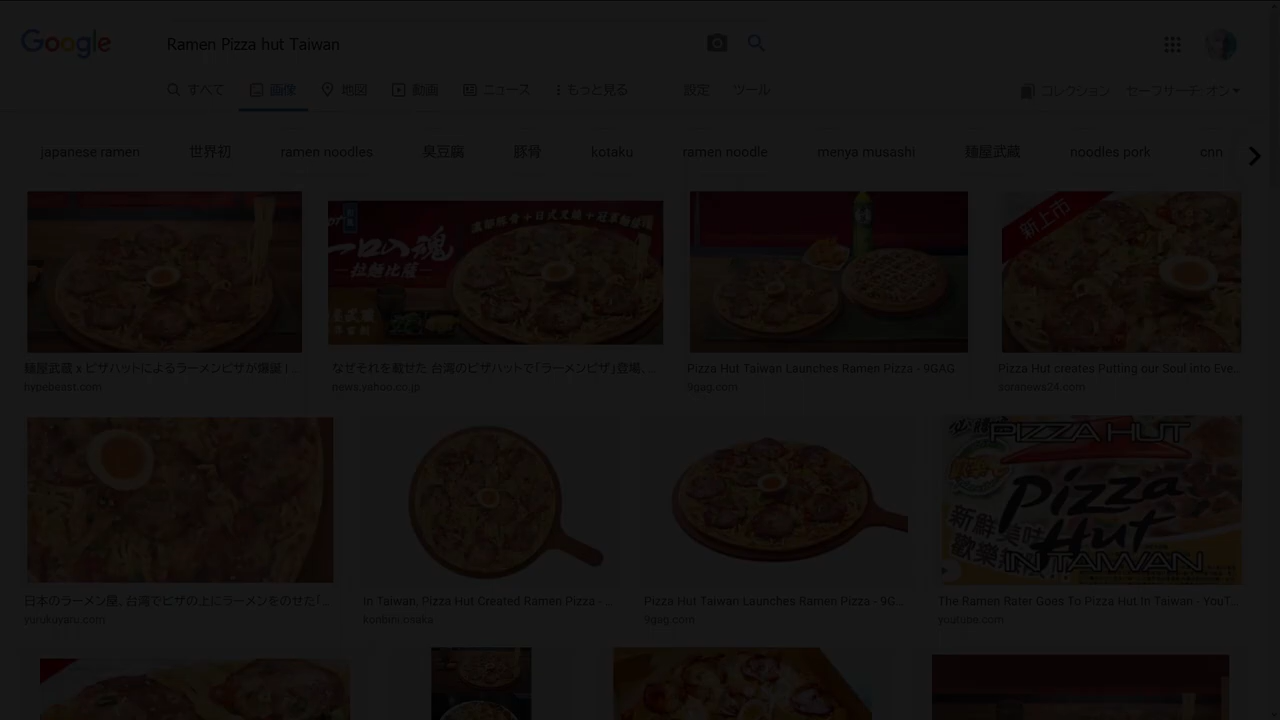 Google
Ramen Pizza hut Taiwan
すべて 画像 地図 動画 ニュース もっと見る 設定 ツール コレクション セーフサーチ: オン
japanese ramen 世界初 ramen noodles 臭豆腐 豚骨 kotaku ramen noodle menya musashi 麺屋武蔵 noodles pork cnn
一口入魂
拉麵比薩
新上市
麺屋武蔵 x ピザハットによるラーメンピザが爆誕 | ...
hypebeast.com
なぜそれを載せた 台湾のピザハットで「ラーメンピザ」登場、...
news.yahoo.co.jp
Pizza Hut Taiwan Launches Ramen Pizza - 9GAG
9gag.com
Pizza Hut creates Putting our Soul into Eve...
soranews24.com
PIZZA HUT
Pizza
Hut
新鮮 美味
IN TAIWAN
日本のラーメン屋、台湾でピザの上にラーメンをのせた「...
yurukuyaru.com
In Taiwan, Pizza Hut Created Ramen Pizza - ...
konbini.osaka
Pizza Hut Taiwan Launches Ramen Pizza - 9G...
9gag.com
The Ramen Rater Goes To Pizza Hut In Taiwan - YouT...
youtube.com